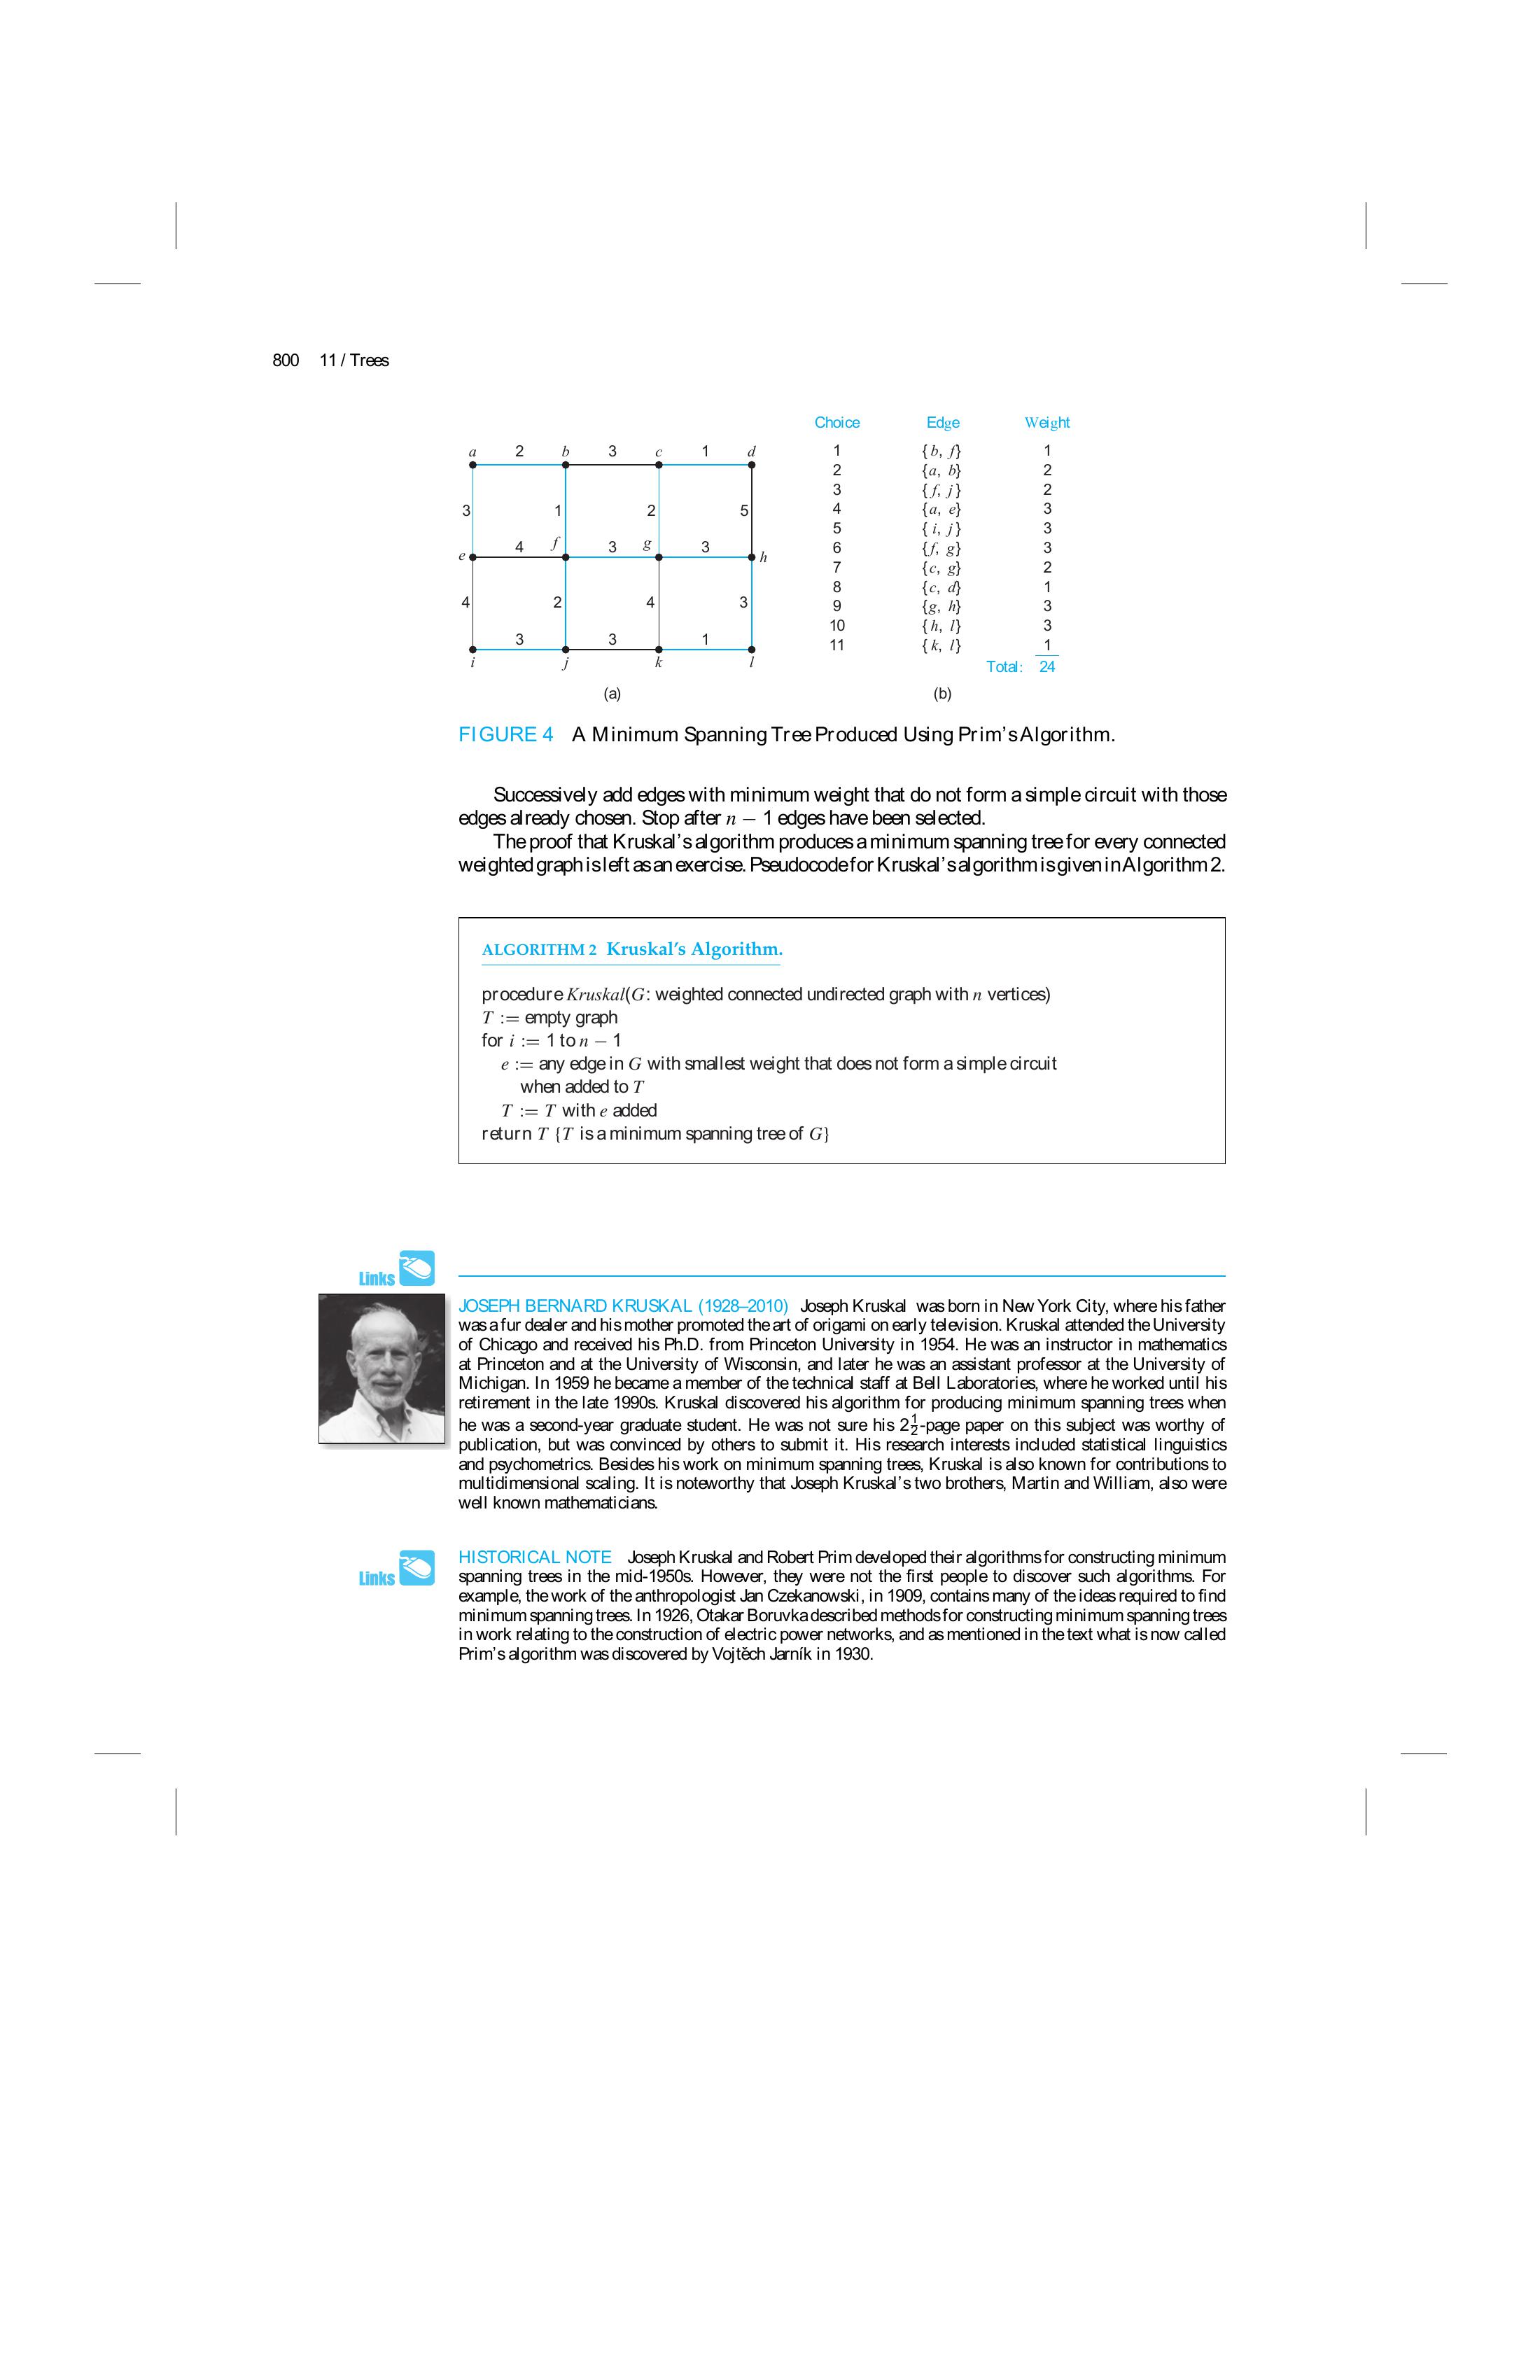 800 11 / Trees
Choice Edge Weight
a 2 b 3 c 1 d
3 1 2 5
e 4 f 3 g 3 h
4 2 4 3
3 3 1
i j k l
1 {b, f} 1
2 {a, b} 2
3 {f, j} 2
4 {a, e} 3
5 {i, j} 3
6 {f, g} 3
7 {c, g} 2
8 {c, d} 1
9 {g, h} 3
10 {h, l} 3
11 {k, l} 1
Total: 24
(a) (b)
FIGURE 4 A Minimum Spanning Tree Produced Using Prim’s Algorithm.
Successively add edges with minimum weight that do not form a simple circuit with those
edges already chosen. Stop after n − 1 edges have been selected.
The proof that Kruskal’s algorithm produces a minimum spanning tree for every connected
weighted graph is left as an exercise. Pseudocode for Kruskal’s algorithm is given in Algorithm 2.
ALGORITHM 2 Kruskal’s Algorithm.
procedure Kruskal(G: weighted connected undirected graph with n vertices)
T := empty graph
for i := 1 to n − 1
e := any edge in G with smallest weight that does not form a simple circuit
when added to T
T := T with e added
return T {T is a minimum spanning tree of G}
Links
JOSEPH BERNARD KRUSKAL (1928–2010) Joseph Kruskal was born in New York City, where his father
was a fur dealer and his mother promoted the art of origami on early television. Kruskal attended the University
of Chicago and received his Ph.D. from Princeton University in 1954. He was an instructor in mathematics
at Princeton and at the University of Wisconsin, and later he was an assistant professor at the University of
Michigan. In 1959 he became a member of the technical staff at Bell Laboratories, where he worked until his
retirement in the late 1990s. Kruskal discovered his algorithm for producing minimum spanning trees when
he was a second-year graduate student. He was not sure his 2½-page paper on this subject was worthy of
publication, but was convinced by others to submit it. His research interests included statistical linguistics
and psychometrics. Besides his work on minimum spanning trees, Kruskal is also known for contributions to
multidimensional scaling. It is noteworthy that Joseph Kruskal’s two brothers, Martin and William, also were
well known mathematicians.
Links
HISTORICAL NOTE Joseph Kruskal and Robert Prim developed their algorithms for constructing minimum
spanning trees in the mid-1950s. However, they were not the first people to discover such algorithms. For
example, the work of the anthropologist Jan Czekanowski, in 1909, contains many of the ideas required to find
minimum spanning trees. In 1926, Otakar Boruvka described methods for constructing minimum spanning trees
in work relating to the construction of electric power networks, and as mentioned in the text what is now called
Prim’s algorithm was discovered by Vojtěch Jarník in 1930.